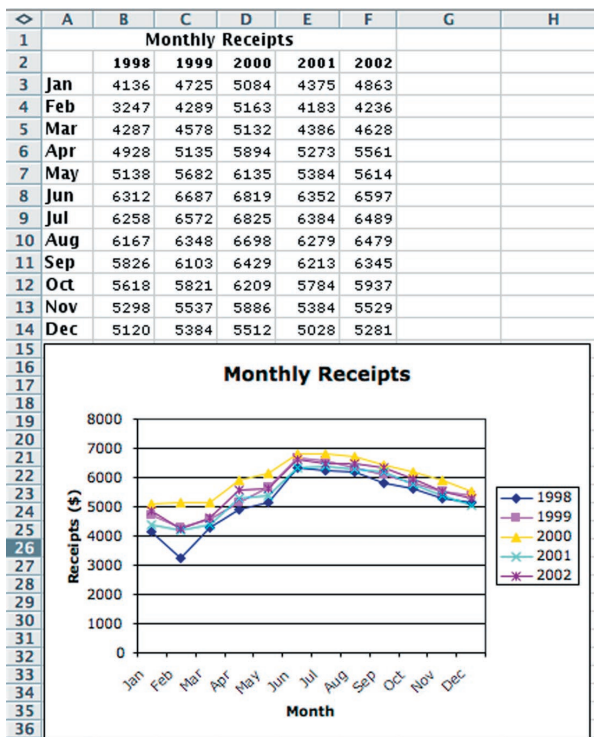 A B C D E F G H
1 Monthly Receipts
2 1998 1999 2000 2001 2002
3 Jan 4136 4725 5084 4375 4863
4 Feb 3247 4289 5163 4183 4236
5 Mar 4287 4578 5132 4386 4628
6 Apr 4928 5135 5894 5273 5561
7 May 5138 5682 6135 5384 5614
8 Jun 6312 6687 6819 6352 6597
9 Jul 6258 6572 6825 6384 6489
10 Aug 6167 6348 6698 6279 6479
11 Sep 5826 6103 6429 6213 6345
12 Oct 5618 5821 6209 5784 5937
13 Nov 5298 5537 5886 5384 5529
14 Dec 5120 5384 5512 5028 5281
15
16
17
18
19
20
21
22
23
24
25
26
27
28
29
30
31
32
33
34
35
36
Monthly Receipts
Receipts ($)
8000
7000
6000
5000
4000
3000
2000
1000
0
Jan Feb Mar Apr May Jun Jul Aug Sep Oct Nov Dec
Month
1998
1999
2000
2001
2002